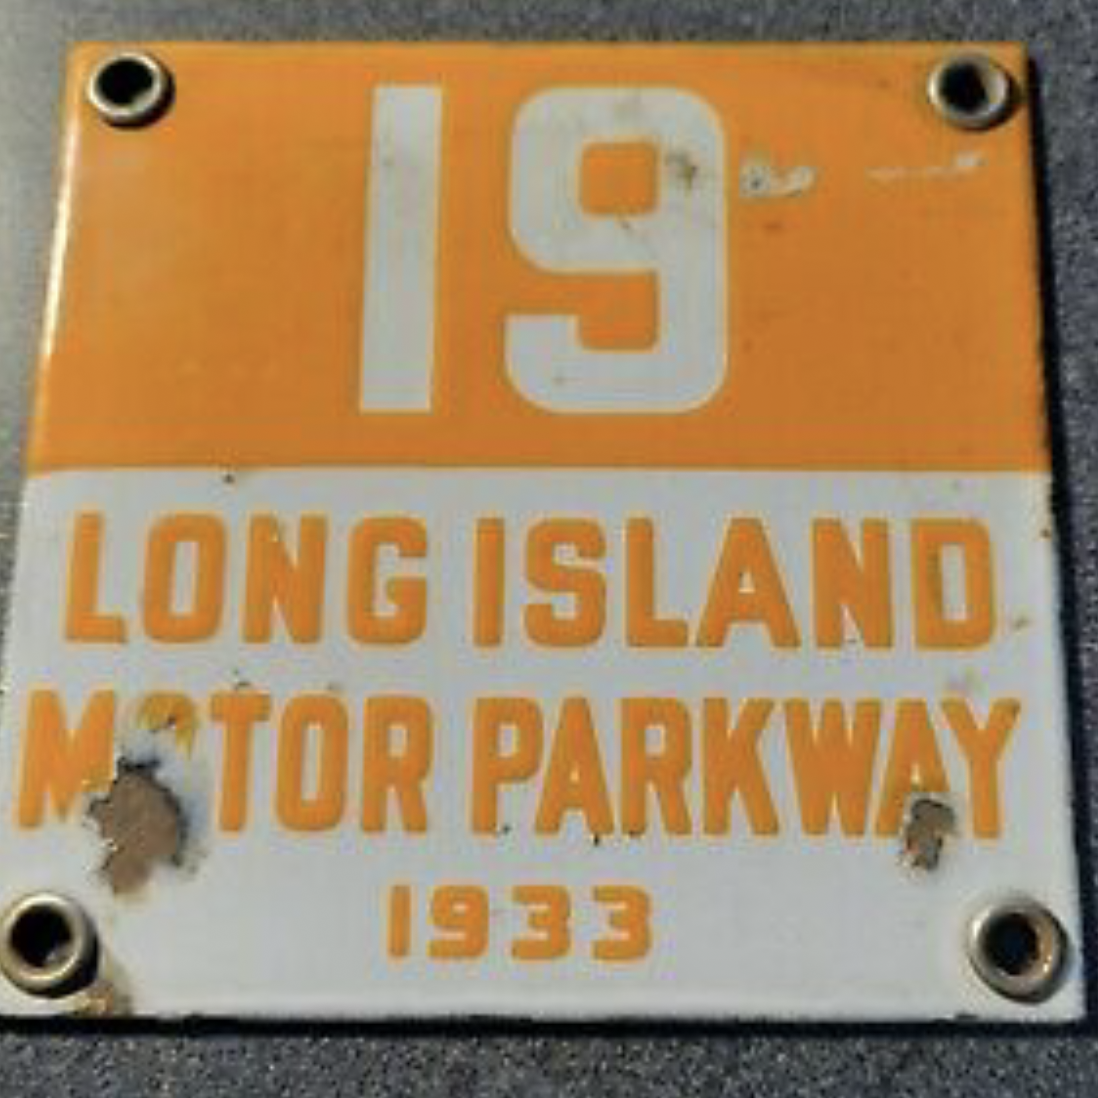 19
LONG ISLAND
MOTOR PARKWAY
1933